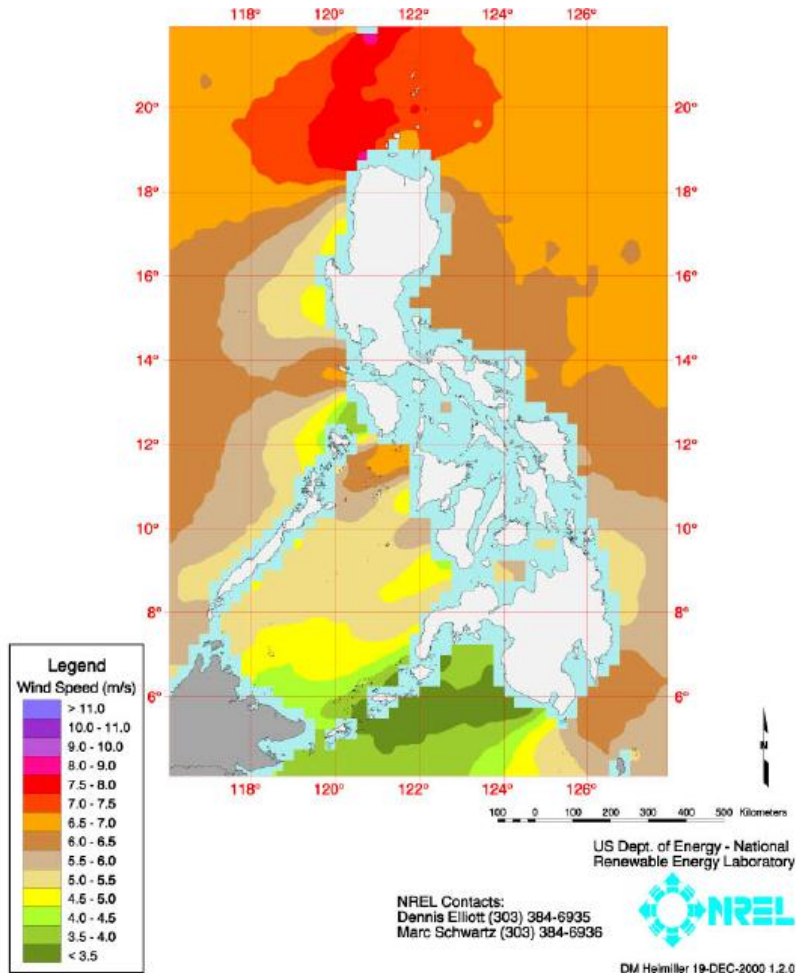 118° 120° 122° 124° 126°
20° 20°
18° 18°
16° 16°
14° 14°
12° 12°
10° 10°
8° 8°
6° 6°
118° 120° 122° 124° 126°
Legend
Wind Speed (m/s)
> 11.0
10.0 - 11.0
9.0 - 10.0
8.0 - 9.0
7.5 - 8.0
7.0 - 7.5
6.5 - 7.0
6.0 - 6.5
5.5 - 6.0
5.0 - 5.5
4.5 - 5.0
4.0 - 4.5
3.5 - 4.0
< 3.5
N
100 0 100 200 300 400 500 Kilometers
US Dept. of Energy - National
Renewable Energy Laboratory
NREL
NREL Contacts:
Dennis Elliott (303) 384-6935
Marc Schwartz (303) 384-6936
DM Heimiller 19-DEC-2000 1.2.0